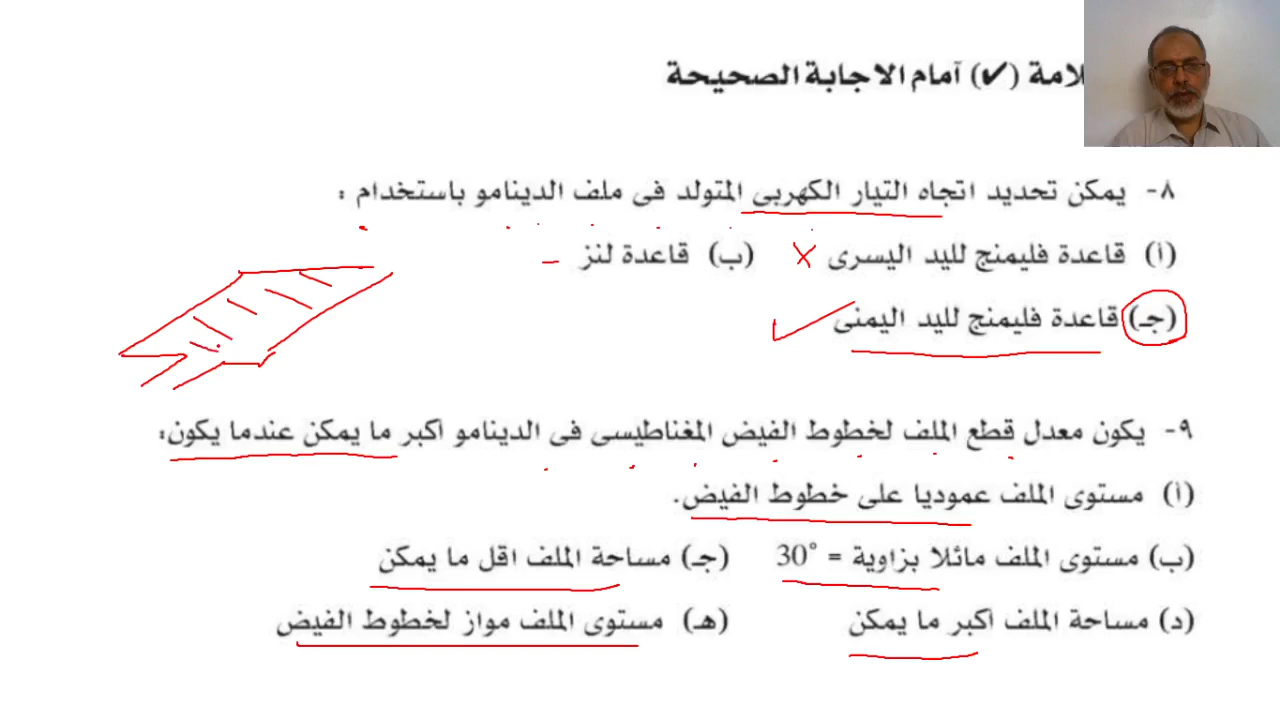 لامة (✓) آمام الاجابة الصحيحة
٨- يمكن تحديد اتجاه التيار الكهربى المتولد فى ملف الدينامو باستخدام :
(أ) قاعدة فليمنج لليد اليسرى (ب) قاعدة لنز
(جـ) قاعدة فليمنج لليد اليمنى
٩- يكون معدل قطع الملف لخطوط الفيض المغناطيسى فى الدينامو اكبر ما يمكن عندما يكون:
(أ) مستوى الملف عموديا على خطوط الفيض.
(ب) مستوى الملف مائلا بزاوية = 30° (جـ) مساحة الملف اقل ما يمكن
(د) مساحة الملف اكبر ما يمكن (هـ) مستوى الملف مواز لخطوط الفيض